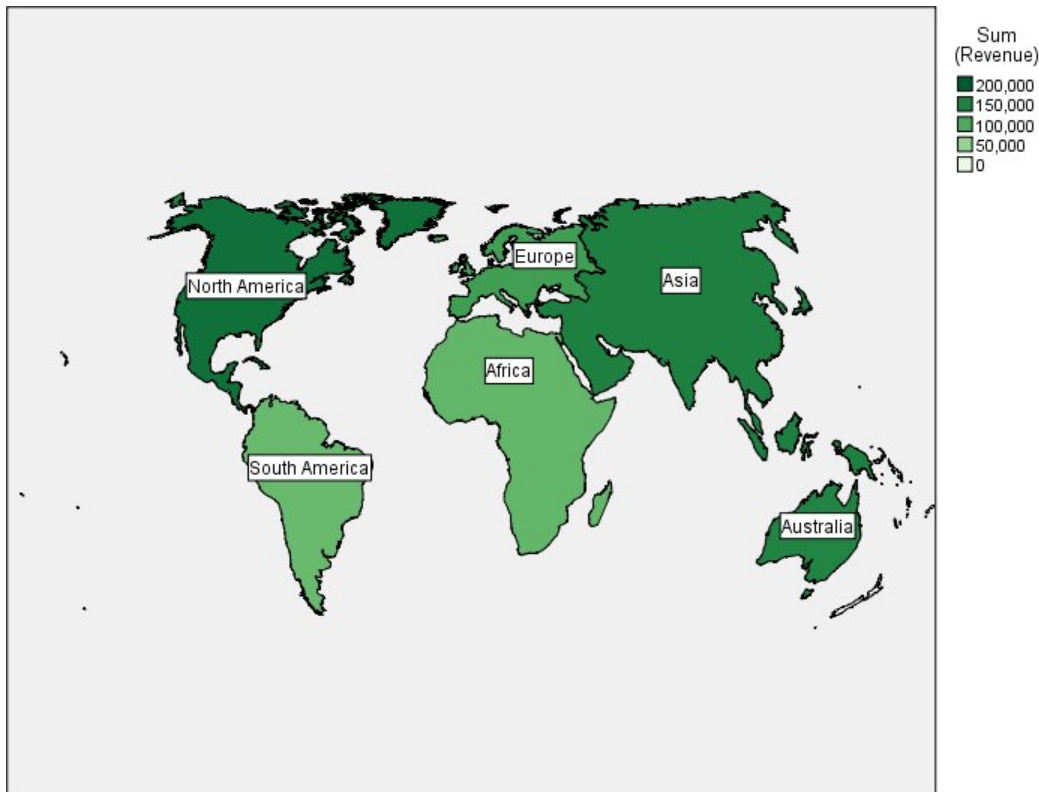 Sum
(Revenue)
200,000
150,000
100,000
50,000
0
Europe
North America
Asia
Africa
South America
Australia